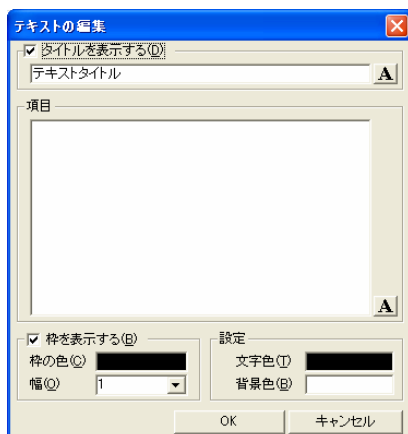 テキストの編集
タイトルを表示する(D)
テキストタイトル
A
項目
A
枠を表示する(B)
枠の色(C)
幅(O)
1
設定
文字色(T)
背景色(B)
OK
キャンセル